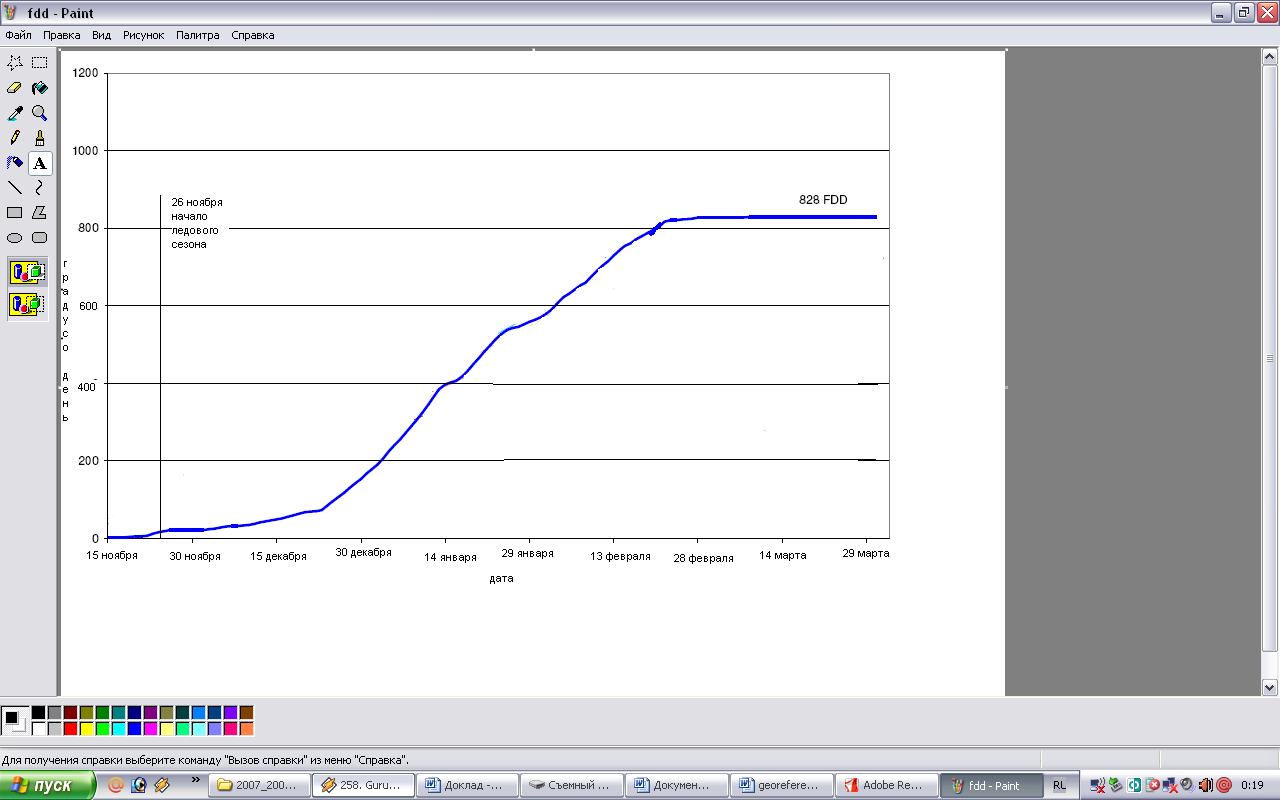 fdd - Paint
Файл Правка Вид Рисунок Палитра Справка
1200
1000
800
600
400
200
0
градусо день
26 ноября
начало
ледового
сезона
828 FDD
15 ноября 30 ноября 15 декабря 30 декабря 14 января 29 января 13 февраля 28 февраля 14 марта 29 марта
дата
Для получения справки выберите команду "Вызов справки" из меню "Справка".
пуск » 2007_200... 258. Guru... Доклад -... Съемный ... Докумен... georefere... Adobe Re... fdd - Paint RL 0:19